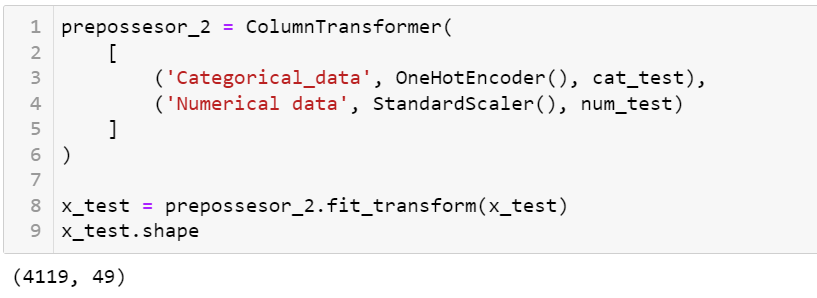 1 prepossesor_2 = ColumnTransformer(
2     [
3         ('Categorical_data', OneHotEncoder(), cat_test),
4         ('Numerical data', StandardScaler(), num_test)
5     ]
6 )
7
8 x_test = prepossesor_2.fit_transform(x_test)
9 x_test.shape
(4119, 49)